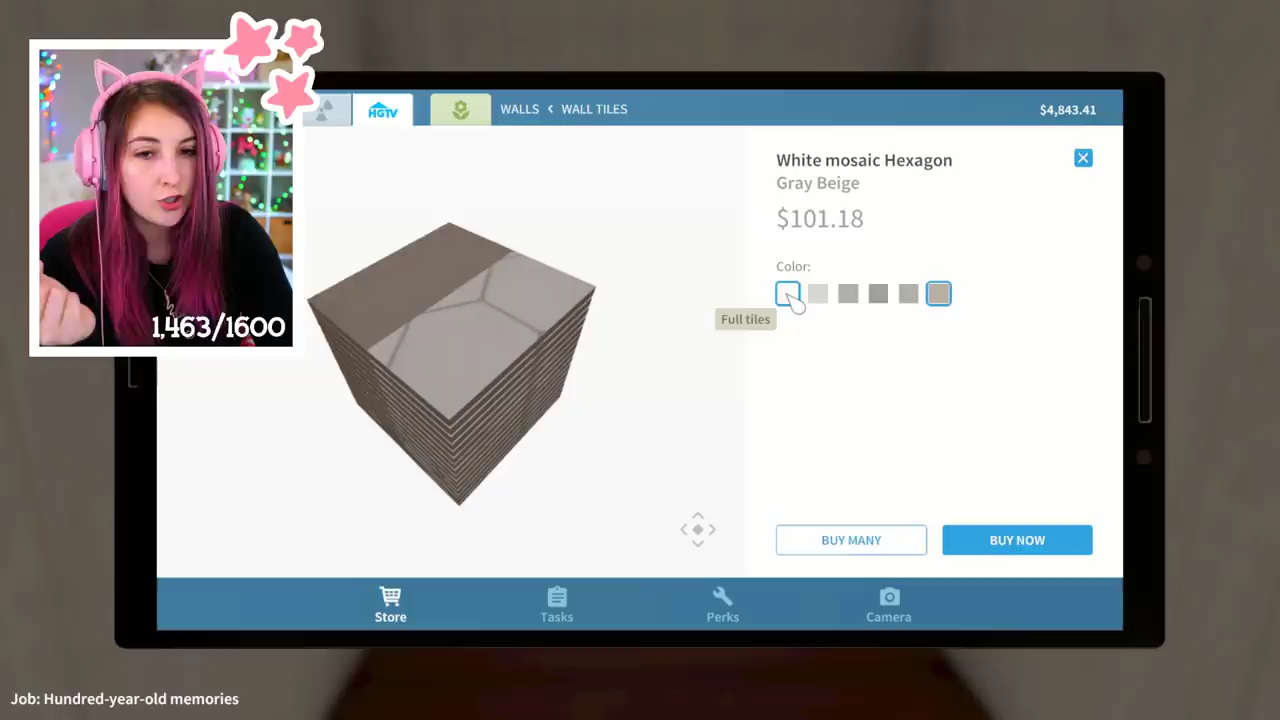 HGTV
WALLS < WALL TILES
$4,843.41
White mosaic Hexagon
Gray Beige
$101.18
Color:
Full tiles
1,463/1600
BUY MANY
BUY NOW
Store
Tasks
Perks
Camera
Job: Hundred-year-old memories